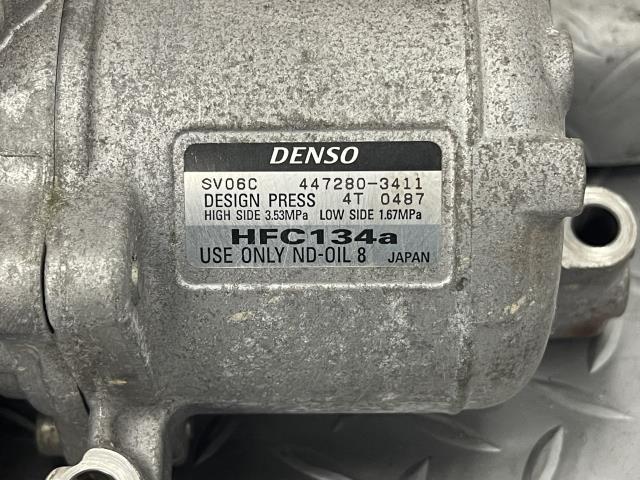 DENSO
SV06C 447280-3411
DESIGN PRESS 4T 0487
HIGH SIDE 3.53MPa LOW SIDE 1.67MPa
HFC134a
USE ONLY ND-OIL 8 JAPAN